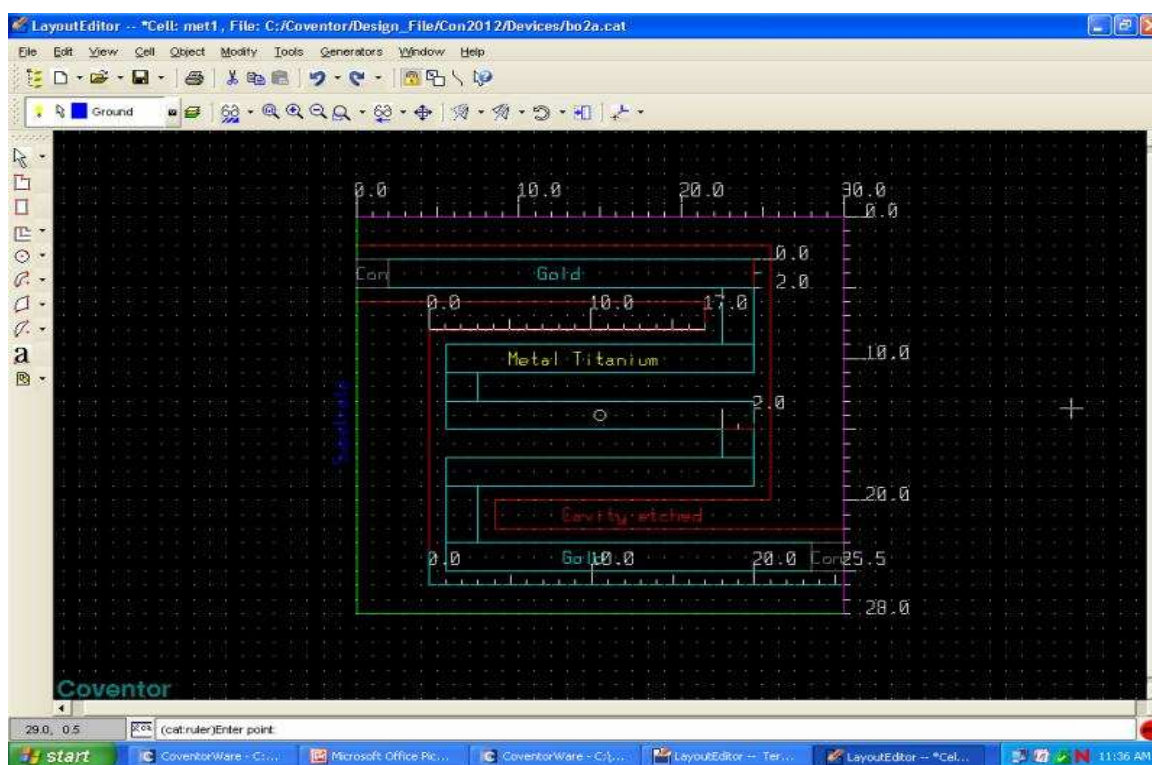 LayoutEditor -- *Cell: met1, File: C:/Coventor/Design_File/Con2012/Devices/bo2a.cat
File Edit View Cell Object Modify Tools Generators Window Help
Ground
0.0 10.0 20.0 30.0
0.0
0.0
Con Gold 2.0
0.0 10.0 17.0
Metal Titanium 10.0
2.0
Substrate
20.0
Cavity-etched
0.0 Gold 10.0 20.0 Con 25.5
28.0
a
Coventor
29.0, 0.5 (cat:ruler)Enter point:
start CoventorWare - C:... Microsoft Office Pic... CoventorWare - C:\... LayoutEditor -- Ter... LayoutEditor -- *Cel... N 11:36 AM